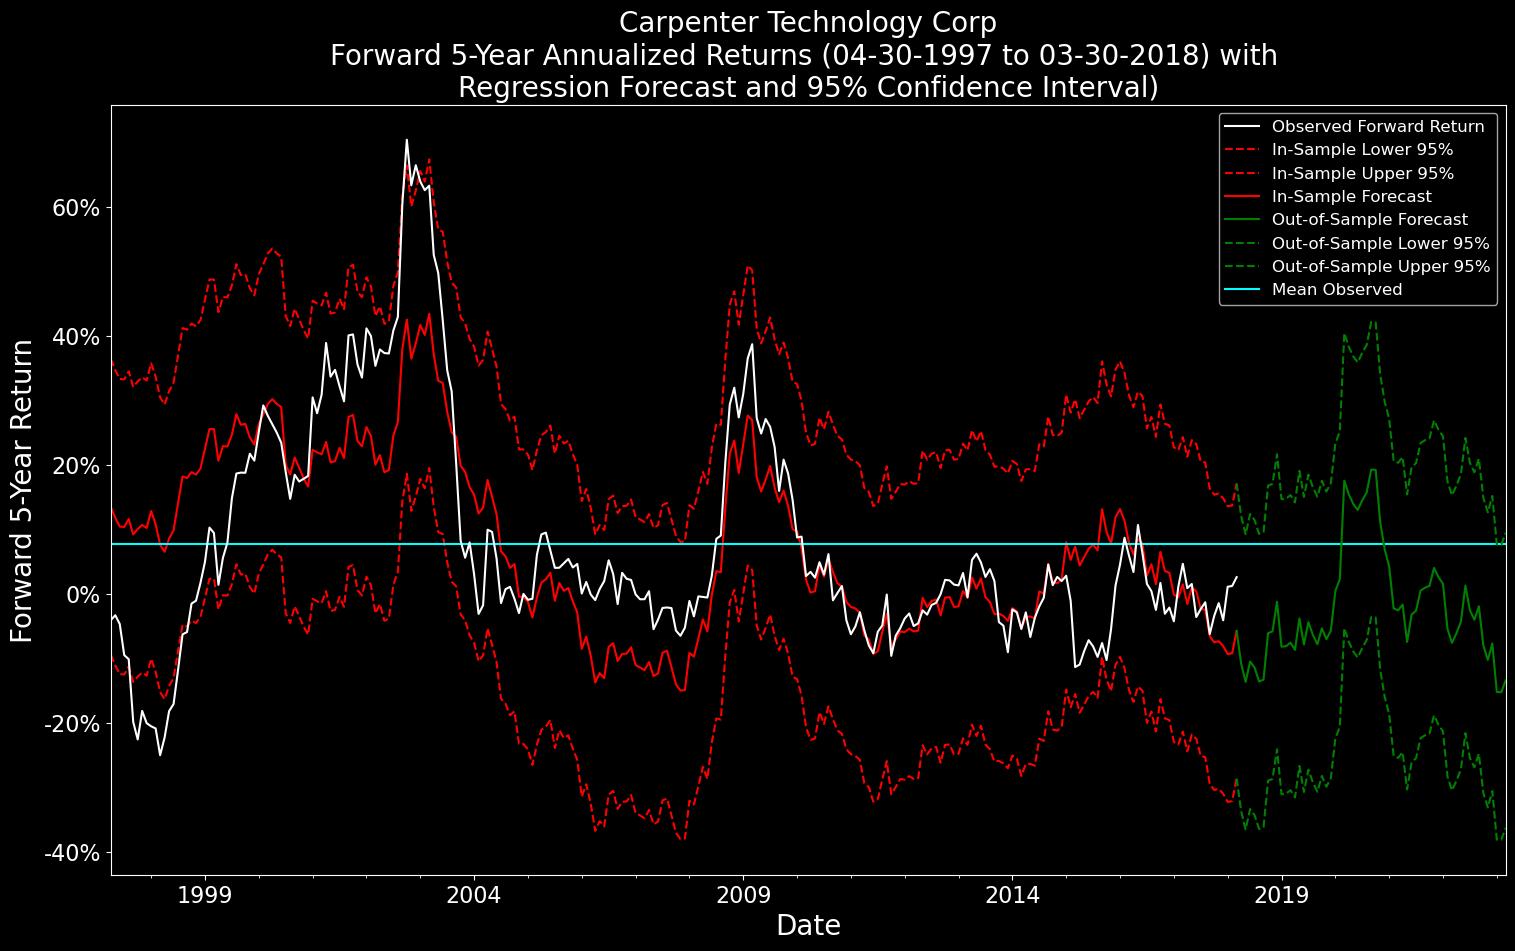 Carpenter Technology Corp
Forward 5-Year Annualized Returns (04-30-1997 to 03-30-2018) with
Regression Forecast and 95% Confidence Interval)
Observed Forward Return
In-Sample Lower 95%
In-Sample Upper 95%
In-Sample Forecast
Out-of-Sample Forecast
Out-of-Sample Lower 95%
Out-of-Sample Upper 95%
Mean Observed
Forward 5-Year Return
60%
40%
20%
0%
-20%
-40%
1999
2004
2009
2014
2019
Date